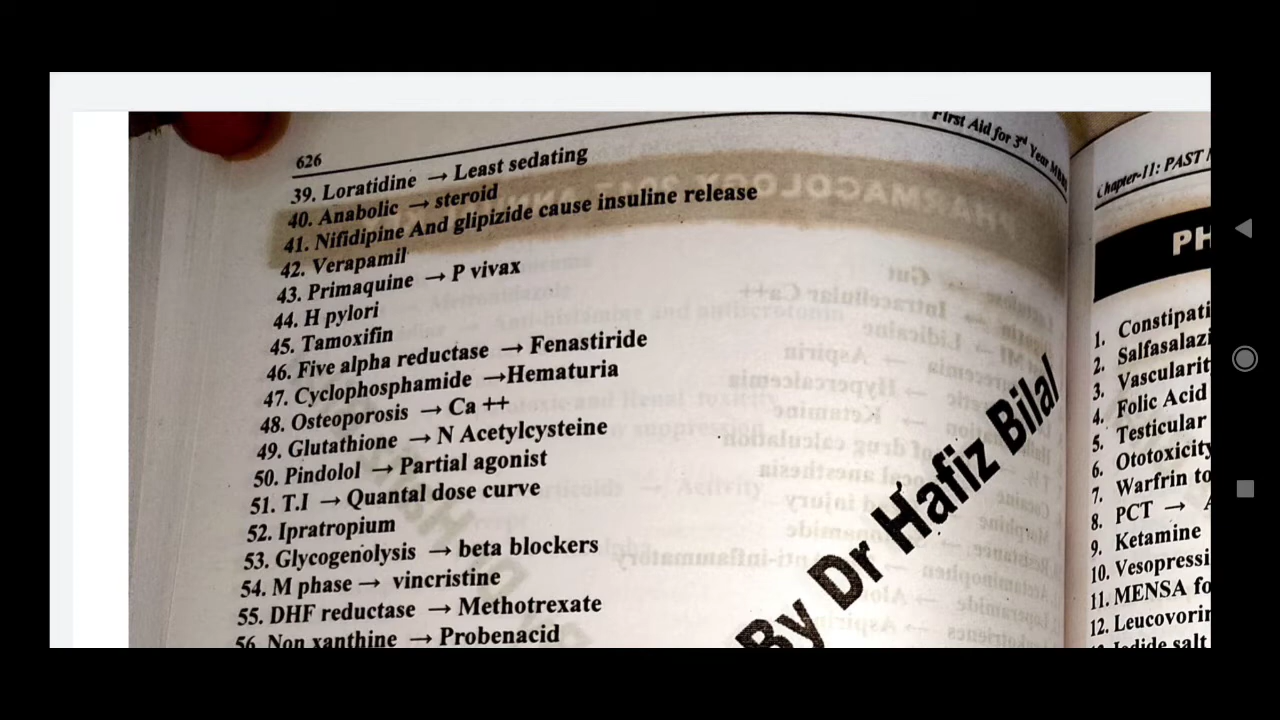 626
First Aid for 3rd Year MBBS
39. Loratidine → Least sedating
40. Anabolic → steroid
41. Nifidipine And glipizide cause insuline release
42. Verapamil
43. Primaquine → P vivax
44. H pylori
45. Tamoxifin
46. Five alpha reductase → Fenastiride
47. Cyclophosphamide →Hematuria
48. Osteoporosis → Ca ++
49. Glutathione → N Acetylcysteine
50. Pindolol → Partial agonist
51. T.I → Quantal dose curve
52. Ipratropium
53. Glycogenolysis → beta blockers
54. M phase → vincristine
55. DHF reductase → Methotrexate
56. Non xanthine → Probenacid
By Dr Hafiz Bilal
Chapter-11: PAST
PH
1. Constipati
2. Salfasalazi
3. Vascularity
4. Folic Acid
5. Testicular
6. Ototoxicity
7. Warfrin to
8. PCT →
9. Ketamine
10. Vesopressi
11. MENSA fo
12. Leucovorin
Iodide salt